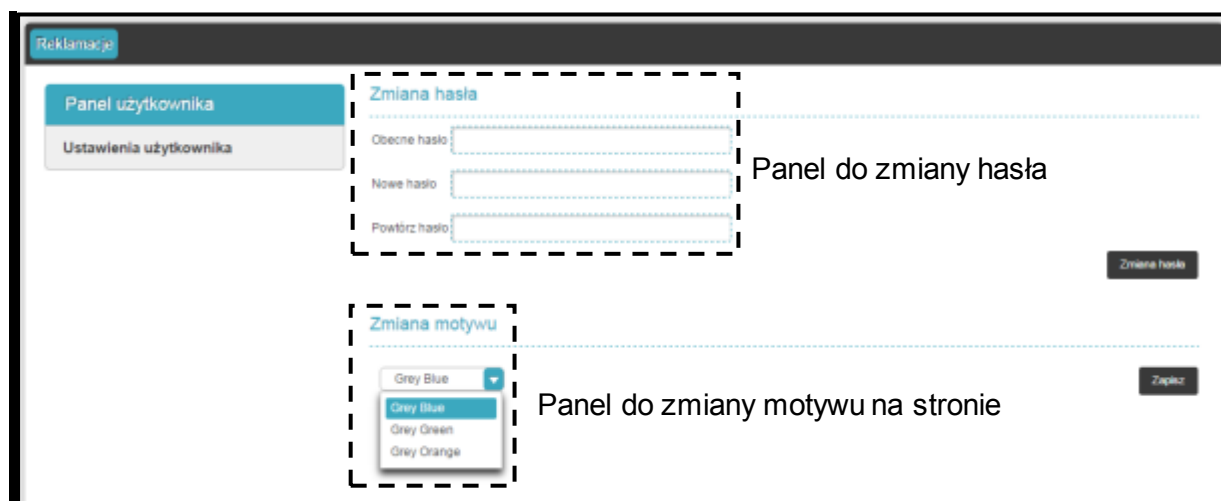 Reklamacje
Panel użytkownika
Ustawienia użytkownika
Zmiana hasła
Obecne hasło
Nowe hasło
Powtórz hasło
Panel do zmiany hasła
Zmiana hasła
Zmiana motywu
Grey Blue
Zapisz
Grey Blue
Grey Green
Grey Orange
Panel do zmiany motywu na stronie